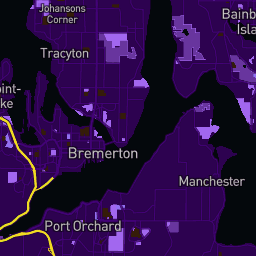 Johansons
Corner
Bainb
Isla
Tracyton
oint-
ke
Bremerton
Manchester
Port Orchard